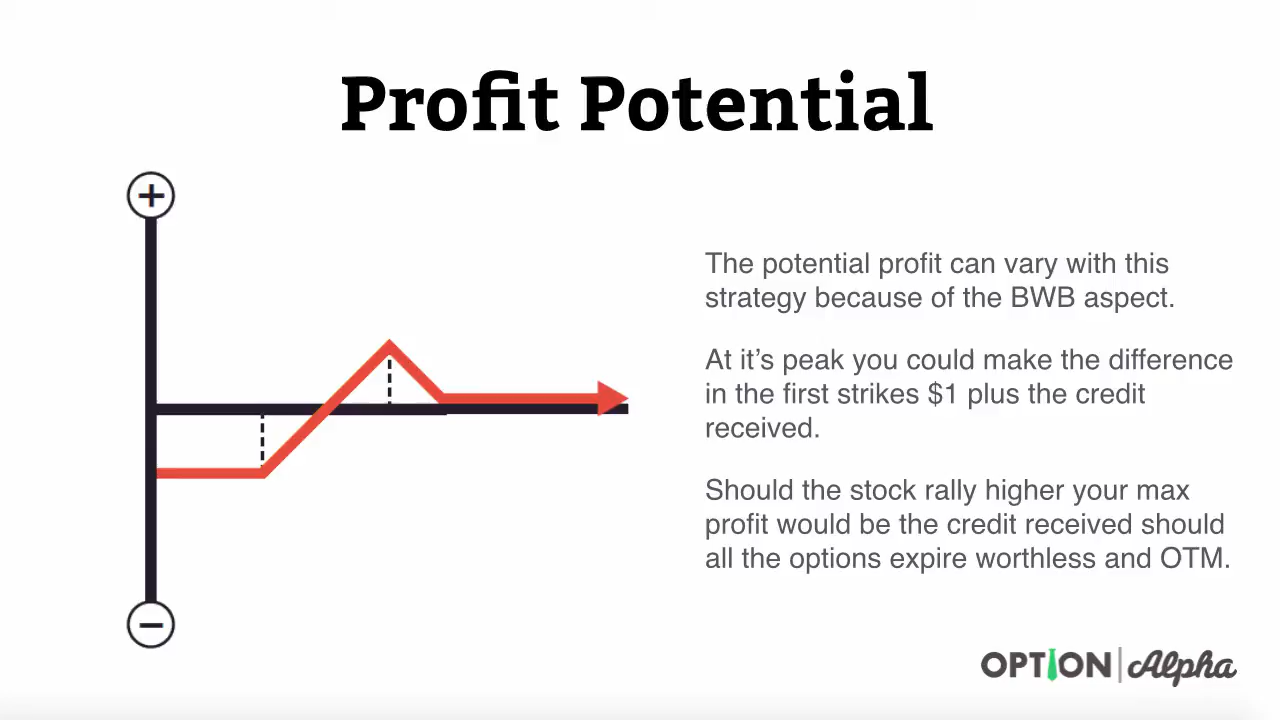 Profit Potential
+
The potential profit can vary with this
strategy because of the BWB aspect.
At it’s peak you could make the difference
in the first strikes $1 plus the credit
received.
Should the stock rally higher your max
profit would be the credit received should
all the options expire worthless and OTM.
−
OPTION | Alpha